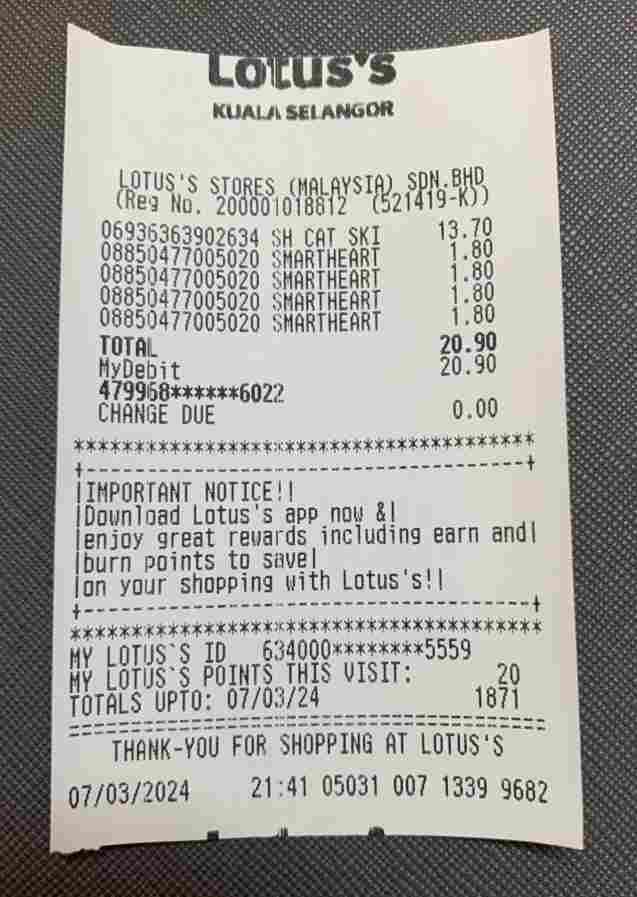 Lotus's
KUALA SELANGOR
LOTUS'S STORES (MALAYSIA) SDN.BHD
(Reg No. 200001018812 (521419-K))
06936363902634 SH CAT SKI 13.70
08850477005020 SMARTHEART 1.80
08850477005020 SMARTHEART 1.80
08850477005020 SMARTHEART 1.80
08850477005020 SMARTHEART 1.80
TOTAL 20.90
MyDebit 20.90
479968******6022
CHANGE DUE 0.00
***************************************
+------------------------------------+
|IMPORTANT NOTICE!|
|Download Lotus's app now &|
|enjoy great rewards including earn and|
|burn points to save|
|on your shopping with Lotus's!|
+------------------------------------+
***************************************
MY LOTUS`S ID 634000********5559
MY LOTUS`S POINTS THIS VISIT: 20
TOTALS UPTO: 07/03/24 1871
========================================
THANK-YOU FOR SHOPPING AT LOTUS'S
07/03/2024 21:41 05031 007 1339 9682